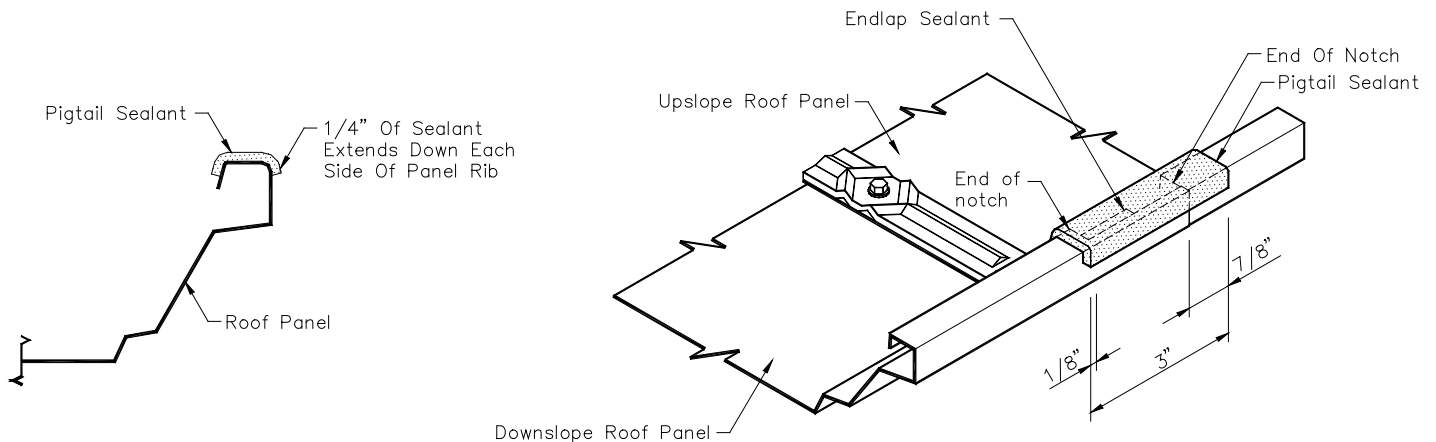 Pigtail Sealant
1/4" Of Sealant
Extends Down Each
Side Of Panel Rib
Roof Panel
Endlap Sealant
End Of Notch
Pigtail Sealant
Upslope Roof Panel
End of
notch
7/8"
1/8"
3"
Downslope Roof Panel